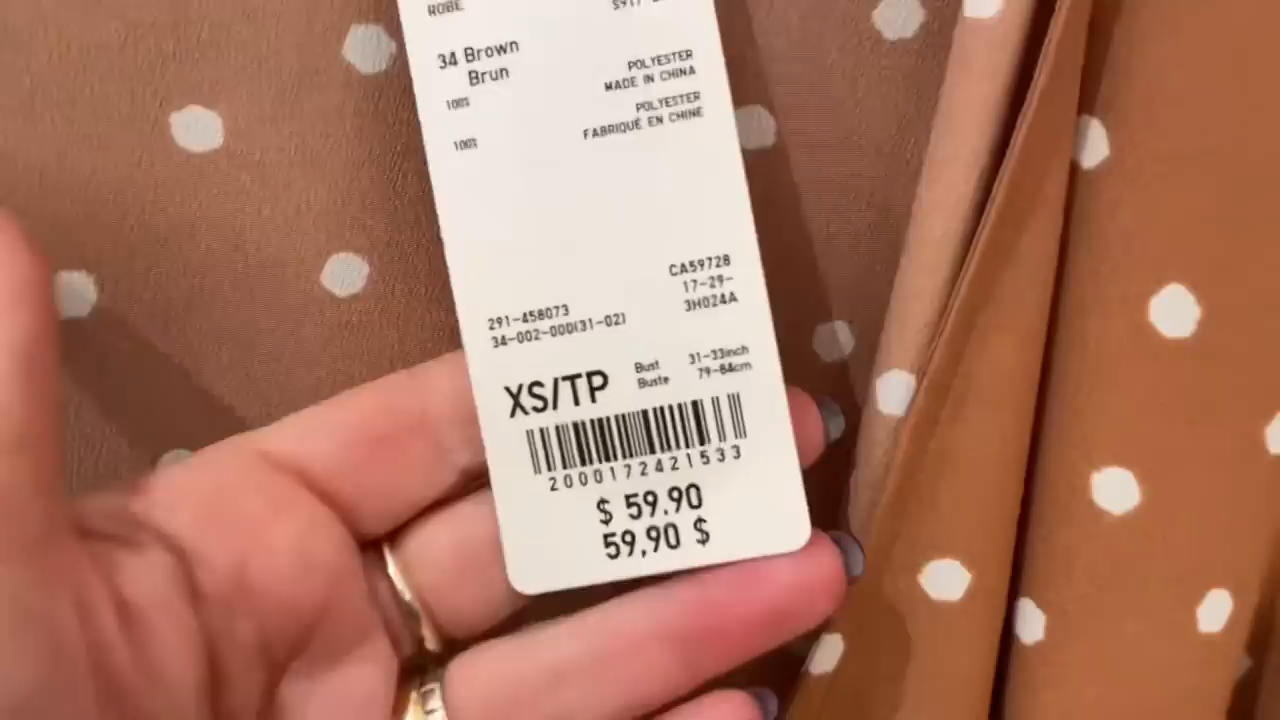 ROBE
34 Brown
Brun
100% POLYESTER
MADE IN CHINA
100% POLYESTER
FABRIQUÉ EN CHINE
CA59728
17-29-
3H024A
291-458073
34-002-000(31-02)
XS/TP
Bust 31-33inch
Buste 79-84cm
2000172421533
$ 59.90
59,90 $